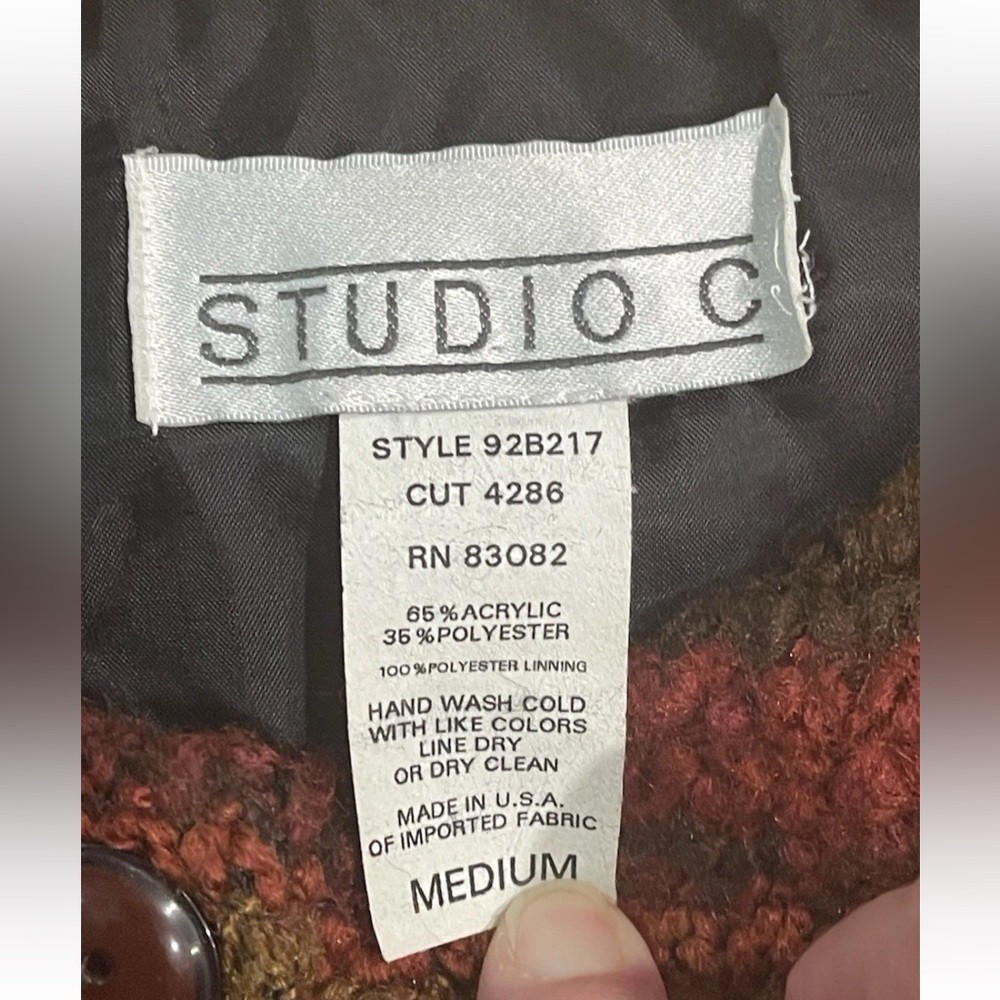 STUDIO C
STYLE 92B217
CUT 4286
RN 83082
65%ACRYLIC
35%POLYESTER
100%POLYESTER LINNING
HAND WASH COLD
WITH LIKE COLORS
LINE DRY
OR DRY CLEAN
MADE IN U.S.A.
OF IMPORTED FABRIC
MEDIUM